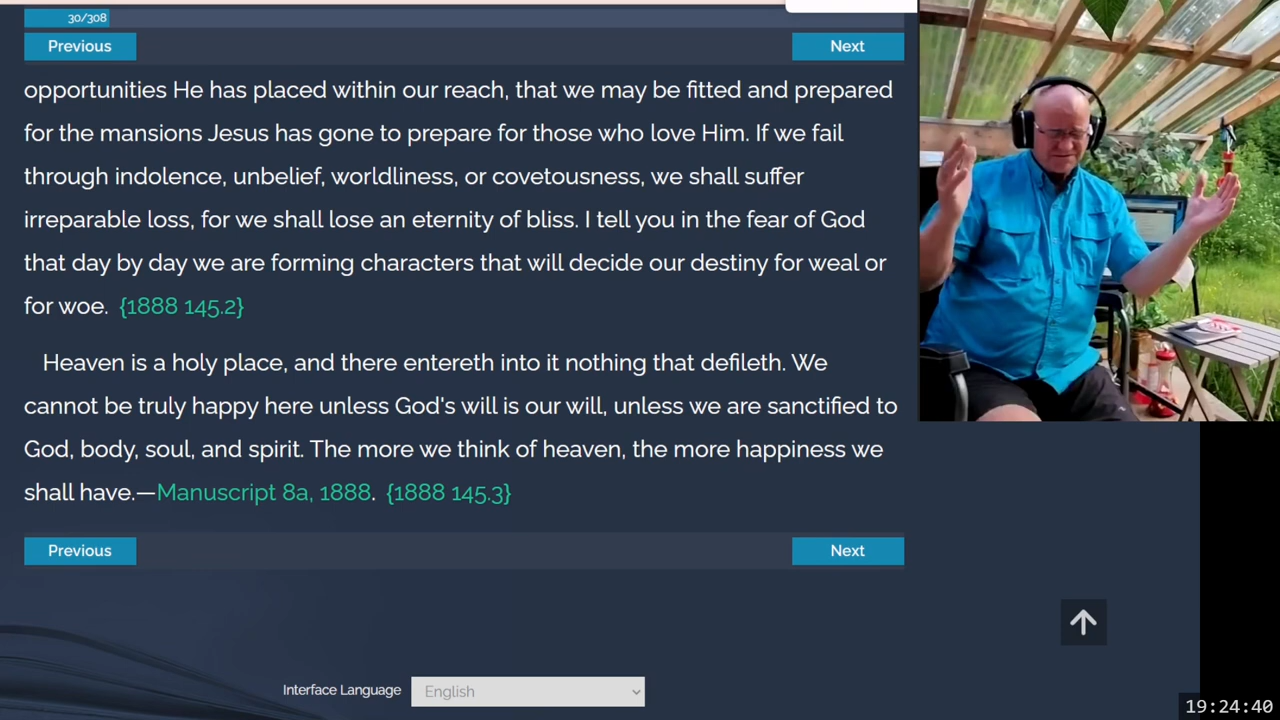 30/308
Previous
Next
opportunities He has placed within our reach, that we may be fitted and prepared
for the mansions Jesus has gone to prepare for those who love Him. If we fail
through indolence, unbelief, worldliness, or covetousness, we shall suffer
irreparable loss, for we shall lose an eternity of bliss. I tell you in the fear of God
that day by day we are forming characters that will decide our destiny for weal or
for woe. {1888 145.2}
Heaven is a holy place, and there entereth into it nothing that defileth. We
cannot be truly happy here unless God's will is our will, unless we are sanctified to
God, body, soul, and spirit. The more we think of heaven, the more happiness we
shall have.—Manuscript 8a, 1888. {1888 145.3}
Previous
Next
Interface Language
English
19:24:40